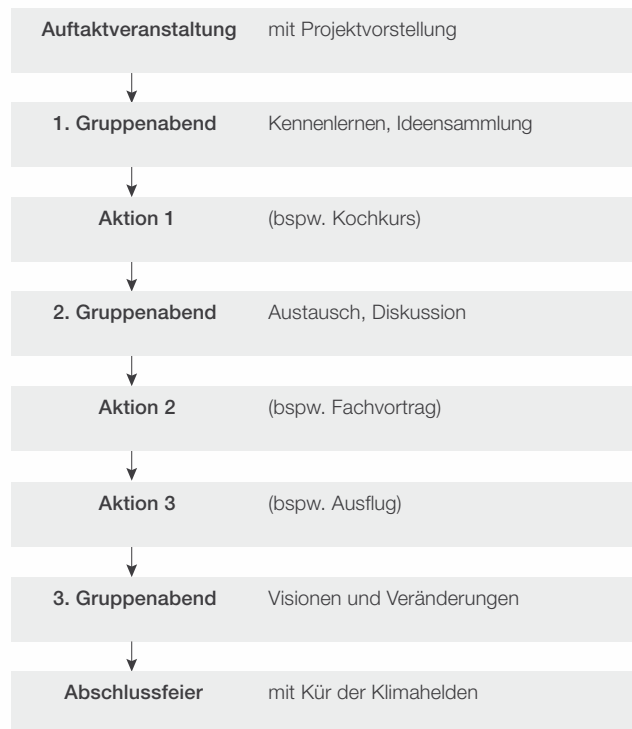 Auftaktveranstaltung mit Projektvorstellung
1. Gruppenabend Kennenlernen, Ideensammlung
Aktion 1 (bspw. Kochkurs)
2. Gruppenabend Austausch, Diskussion
Aktion 2 (bspw. Fachvortrag)
Aktion 3 (bspw. Ausflug)
3. Gruppenabend Visionen und Veränderungen
Abschlussfeier mit Kür der Klimahelden